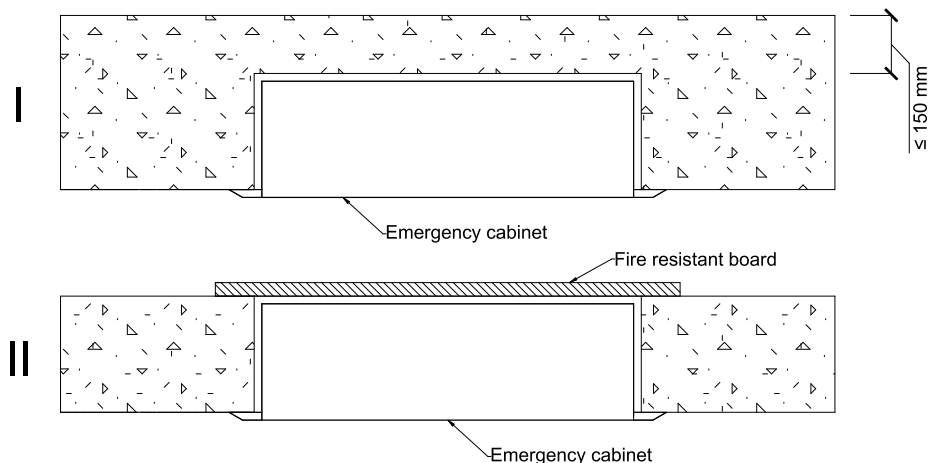 I
≤ 150 mm
Emergency cabinet
Fire resistant board
II
Emergency cabinet